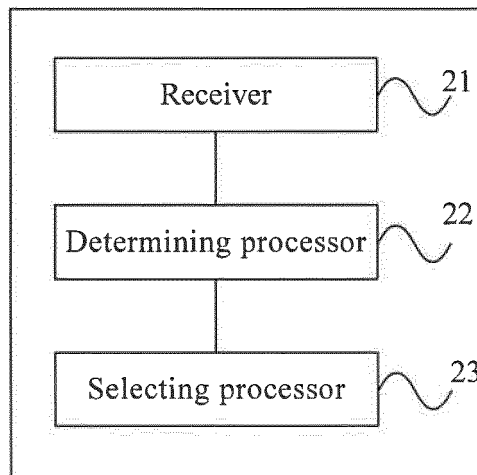 Receiver
21
Determining processor
22
Selecting processor
23